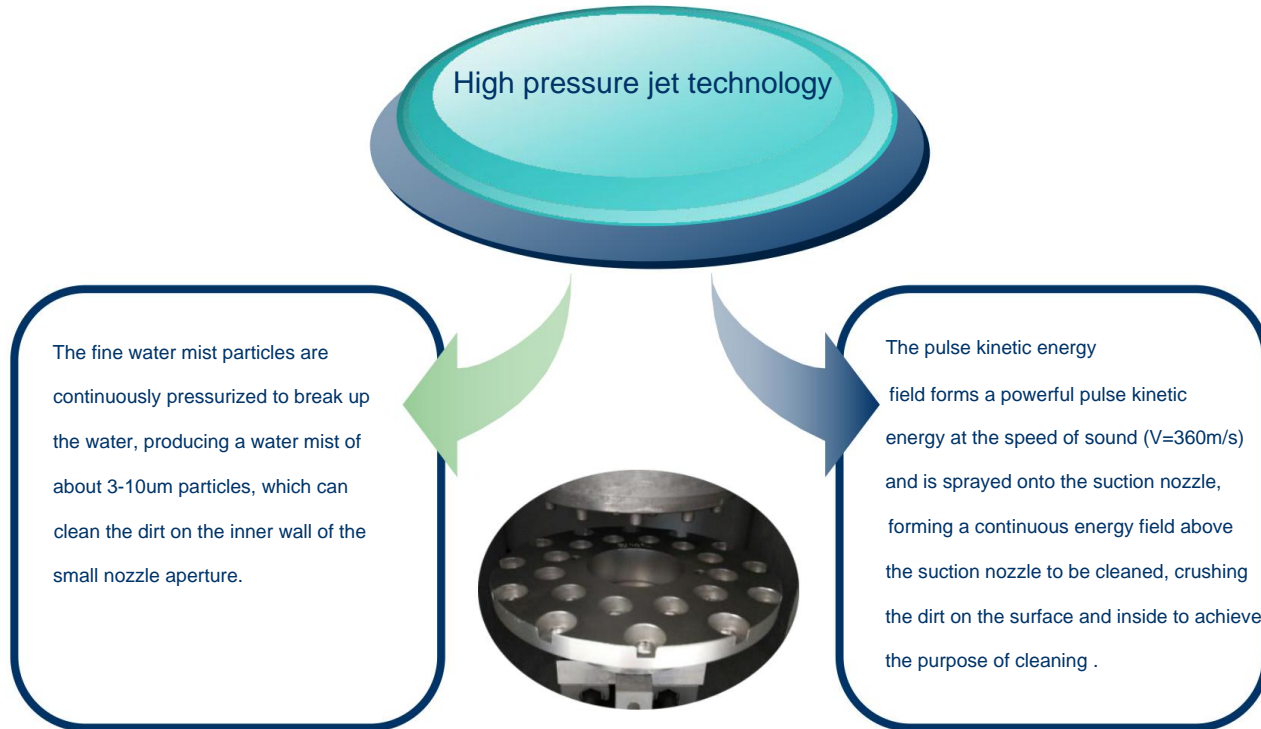 High pressure jet technology
The fine water mist particles are
continuously pressurized to break up
the water, producing a water mist of
about 3-10um particles, which can
clean the dirt on the inner wall of the
small nozzle aperture.
The pulse kinetic energy
field forms a powerful pulse kinetic
energy at the speed of sound (V=360m/s)
and is sprayed onto the suction nozzle,
forming a continuous energy field above
the suction nozzle to be cleaned, crushing
the dirt on the surface and inside to achieve
the purpose of cleaning .